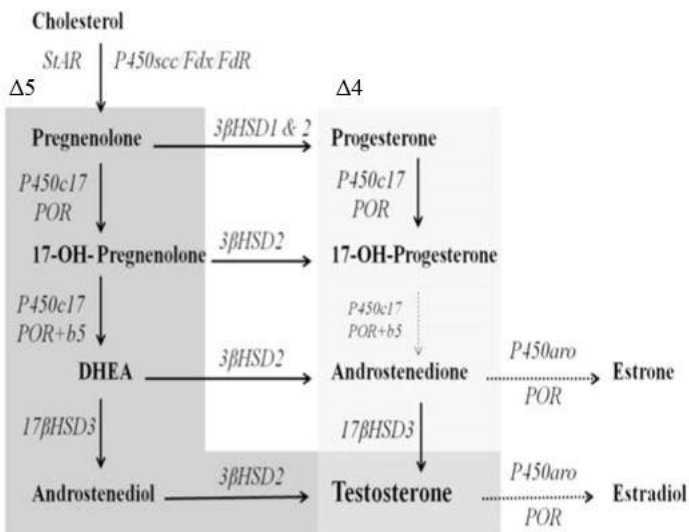 Cholesterol
StAR P450scc/Fdx FdR
Δ5 Δ4
3βHSD1 & 2
Pregnenolone Progesterone
P450c17 P450c17
POR POR
3βHSD2
17-OH-Pregnenolone 17-OH-Progesterone
P450c17 P450c17
POR+b5 POR+b5
3βHSD2 P450aro
DHEA Androstenedione Estrone
POR
17βHSD3 17βHSD3
3βHSD2 P450aro
Androstenediol Testosterone Estradiol
POR